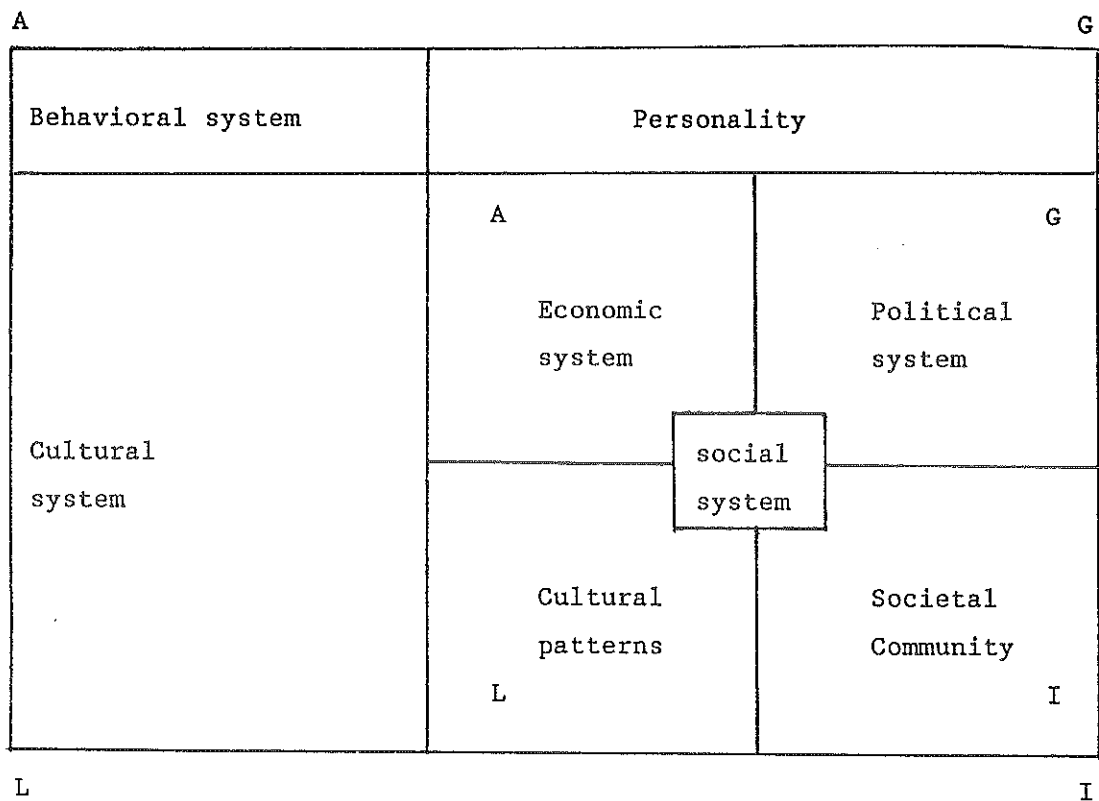 A G
Behavioral system Personality
A G
Economic Political
system system
Cultural social
system system
Cultural Societal
patterns Community
L I
L I